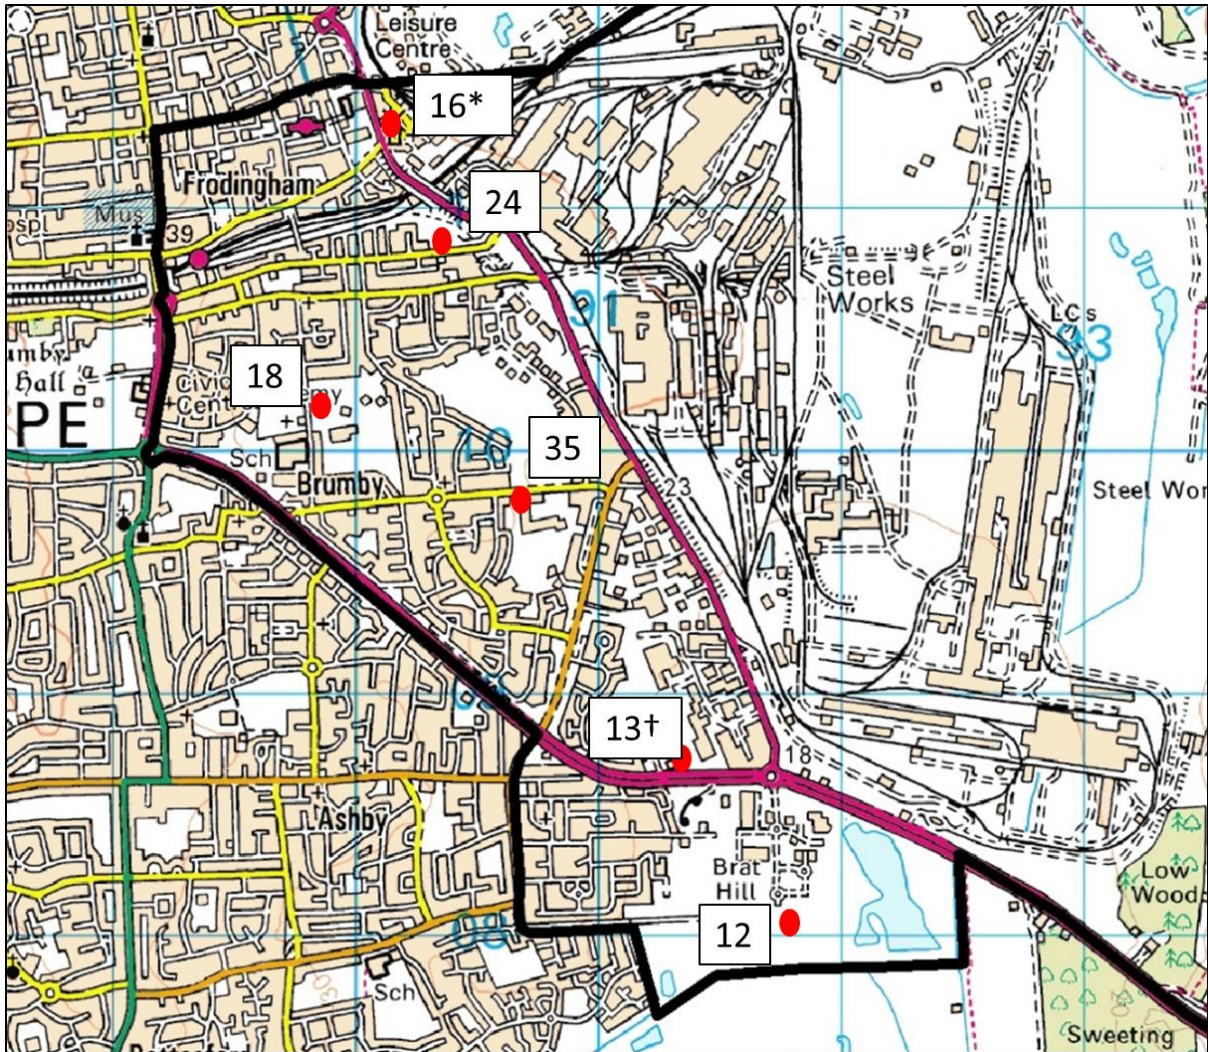 Leisure
Centre
16*
Frodingham
24
Mus
39
Steel
Works
91
LCs
93
umby
Hall
18
Civic
PE
35
Sch
Brumby
23
Steel Wor
13†
18
Ashby
Brat
Hill
Low
Wood
12
08
Sch
Sweeting